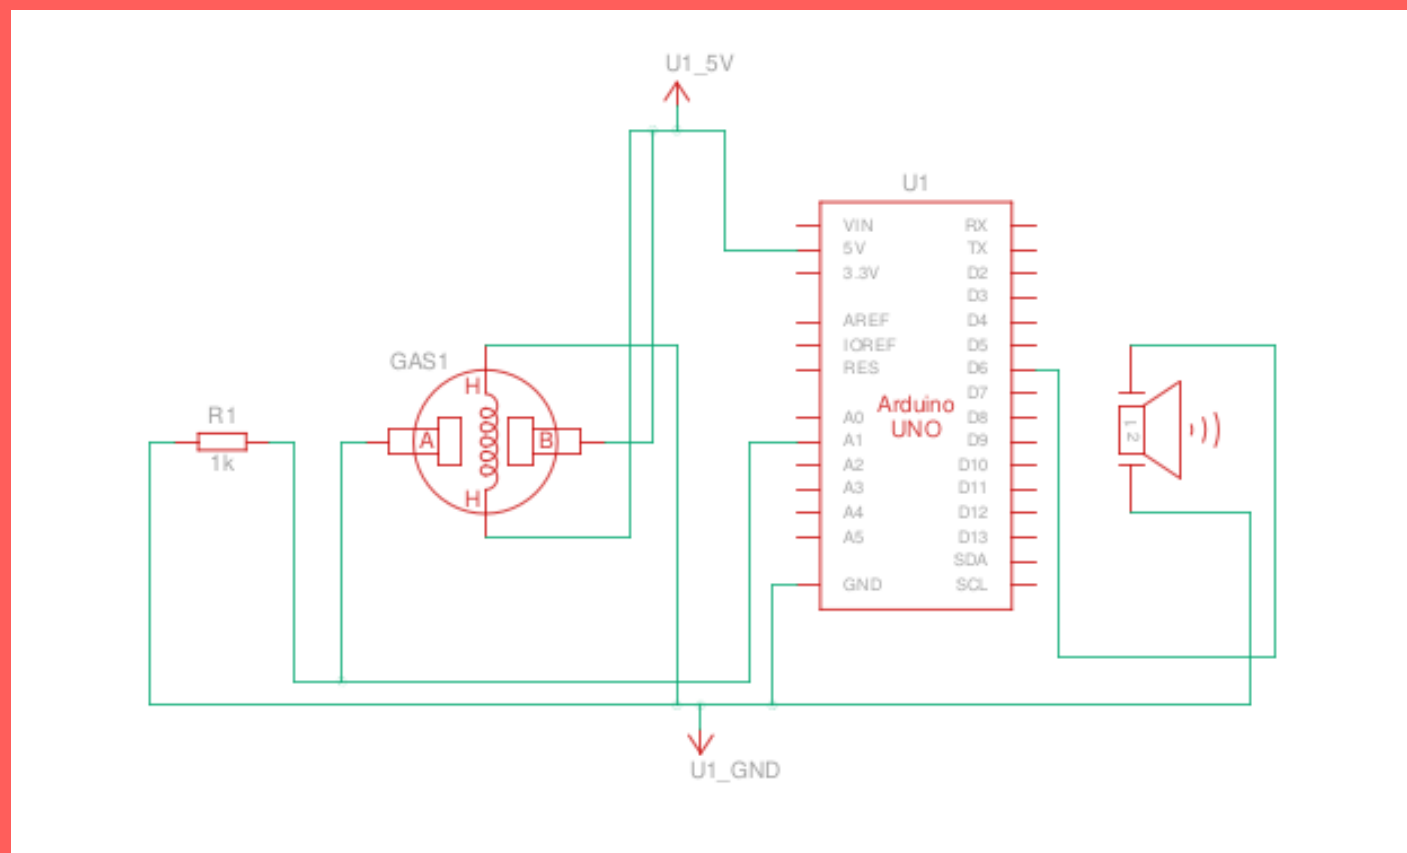 U1_5V
U1
VIN RX
5V TX
3.3V D2
D3
AREF D4
IOREF D5
RES D6
D7
Arduino
UNO
A0 D8
A1 D9
A2 D10
A3 D11
A4 D12
A5 D13
SDA
GND SCL
GAS1
H
A B
H
R1
1k
1 2
U1_GND